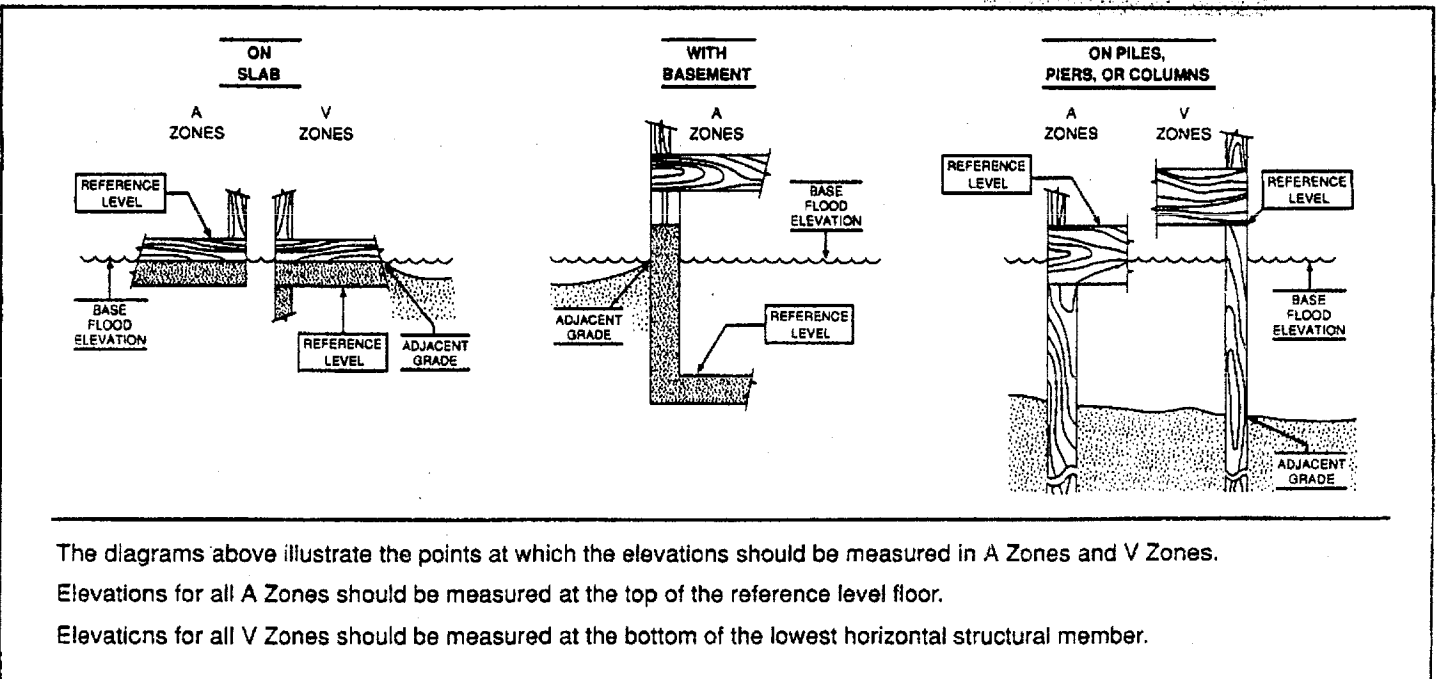 ON
SLAB
A
ZONES
V
ZONES
REFERENCE
LEVEL
BASE
FLOOD
ELEVATION
REFERENCE
LEVEL
ADJACENT
GRADE
WITH
BASEMENT
A
ZONES
BASE
FLOOD
ELEVATION
ADJACENT
GRADE
REFERENCE
LEVEL
ON PILES,
PIERS, OR COLUMNS
A
ZONES
V
ZONES
REFERENCE
LEVEL
REFERENCE
LEVEL
BASE
FLOOD
ELEVATION
ADJACENT
GRADE
The diagrams above illustrate the points at which the elevations should be measured in A Zones and V Zones.
Elevations for all A Zones should be measured at the top of the reference level floor.
Elevations for all V Zones should be measured at the bottom of the lowest horizontal structural member.